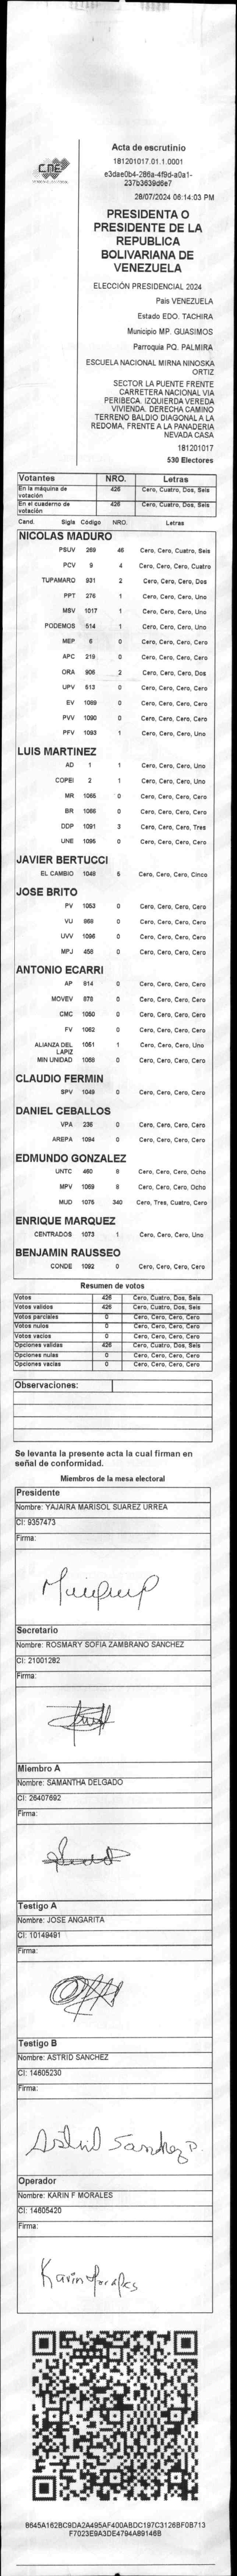 Acta de escrutinio
181201017.01.1.0001
e3dae0b4-286a-4f9d-a0a1-
237b3639d6e7
28/07/2024 06:14:03 PM
CNE
PRESIDENTA O
PRESIDENTE DE LA
REPUBLICA
BOLIVARIANA DE
VENEZUELA
ELECCIÓN PRESIDENCIAL 2024
Pais VENEZUELA
Estado EDO. TACHIRA
Municipio MP. GUASIMOS
Parroquia PQ. PALMIRA
ESCUELA NACIONAL MIRNA NINOSKA
ORTIZ
SECTOR LA PUENTE FRENTE
CARRETERA NACIONAL VIA
PERIBECA. IZQUIERDA VEREDA
VIVIENDA. DERECHA CAMINO
TERRENO BALDIO DIAGONAL A LA
REDOMA. FRENTE A LA PANADERIA
NEVADA CASA
181201017
530 Electores
Votantes NRO. Letras
En la máquina de votación 426 Cero, Cuatro, Dos, Seis
En el cuaderno de votación 426 Cero, Cuatro, Dos, Seis
Cand. Sigla Código NRO. Letras
NICOLAS MADURO
PSUV 269 46 Cero, Cero, Cuatro, Seis
PCV 9 4 Cero, Cero, Cero, Cuatro
TUPAMARO 931 2 Cero, Cero, Cero, Dos
PPT 276 1 Cero, Cero, Cero, Uno
MSV 1017 1 Cero, Cero, Cero, Uno
PODEMOS 514 1 Cero, Cero, Cero, Uno
MEP 6 0 Cero, Cero, Cero, Cero
APC 219 0 Cero, Cero, Cero, Cero
ORA 906 2 Cero, Cero, Cero, Dos
UPV 613 0 Cero, Cero, Cero, Cero
EV 1089 0 Cero, Cero, Cero, Cero
PVV 1090 0 Cero, Cero, Cero, Cero
PFV 1093 1 Cero, Cero, Cero, Uno
LUIS MARTINEZ
AD 1 1 Cero, Cero, Cero, Uno
COPEI 2 1 Cero, Cero, Cero, Uno
MR 1065 0 Cero, Cero, Cero, Cero
BR 1066 0 Cero, Cero, Cero, Cero
DDP 1091 3 Cero, Cero, Cero, Tres
UNE 1095 0 Cero, Cero, Cero, Cero
JAVIER BERTUCCI
EL CAMBIO 1048 5 Cero, Cero, Cero, Cinco
JOSE BRITO
PV 1053 0 Cero, Cero, Cero, Cero
VU 868 0 Cero, Cero, Cero, Cero
UVV 1096 0 Cero, Cero, Cero, Cero
MPJ 458 0 Cero, Cero, Cero, Cero
ANTONIO ECARRI
AP 814 0 Cero, Cero, Cero, Cero
MOVEV 876 0 Cero, Cero, Cero, Cero
CMC 1050 0 Cero, Cero, Cero, Cero
FV 1062 0 Cero, Cero, Cero, Cero
ALIANZA DEL LAPIZ 1051 1 Cero, Cero, Cero, Uno
MIN UNIDAD 1058 0 Cero, Cero, Cero, Cero
CLAUDIO FERMIN
SPV 1049 0 Cero, Cero, Cero, Cero
DANIEL CEBALLOS
VPA 236 0 Cero, Cero, Cero, Cero
AREPA 1094 0 Cero, Cero, Cero, Cero
EDMUNDO GONZALEZ
UNTC 460 8 Cero, Cero, Cero, Ocho
MPV 1069 8 Cero, Cero, Cero, Ocho
MUD 1075 340 Cero, Tres, Cuatro, Cero
ENRIQUE MARQUEZ
CENTRADOS 1073 1 Cero, Cero, Cero, Uno
BENJAMIN RAUSSEO
CONDE 1092 0 Cero, Cero, Cero, Cero
Resumen de votos
Votos 426 Cero, Cuatro, Dos, Seis
Votos validos 426 Cero, Cuatro, Dos, Seis
Votos parciales 0 Cero, Cero, Cero, Cero
Votos nulos 0 Cero, Cero, Cero, Cero
Votos vacios 0 Cero, Cero, Cero, Cero
Opciones validas 426 Cero, Cuatro, Dos, Seis
Opciones nulas 0 Cero, Cero, Cero, Cero
Opciones vacias 0 Cero, Cero, Cero, Cero
Observaciones:
Se levanta la presente acta la cual firman en
señal de conformidad.
Miembros de la mesa electoral
Presidente
Nombre: YAJAIRA MARISOL SUAREZ URREA
CI: 9357473
Firma:
Secretario
Nombre: ROSMARY SOFIA ZAMBRANO SANCHEZ
CI: 21001282
Firma:
Miembro A
Nombre: SAMANTHA DELGADO
CI: 26407692
Firma:
Testigo A
Nombre: JOSE ANGARITA
CI: 10149491
Firma:
Testigo B
Nombre: ASTRID SANCHEZ
CI: 14605230
Firma:
Astrid Sanchez P.
Operador
Nombre: KARIN F MORALES
CI: 14605420
Firma:
Karin Morales
8645A162BC9DA2A495AF400ABDC197C3126BF0B713
F7023E9A3DE4794A89146B